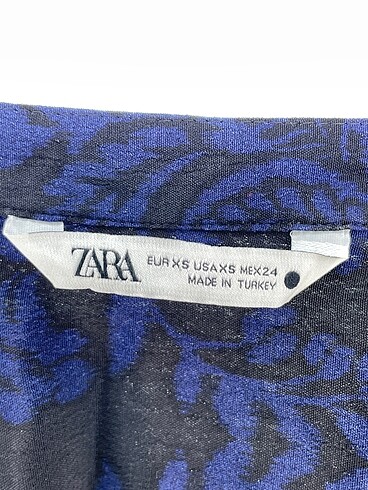 ZARA
EUR XS USA XS MEX 24
MADE IN TURKEY